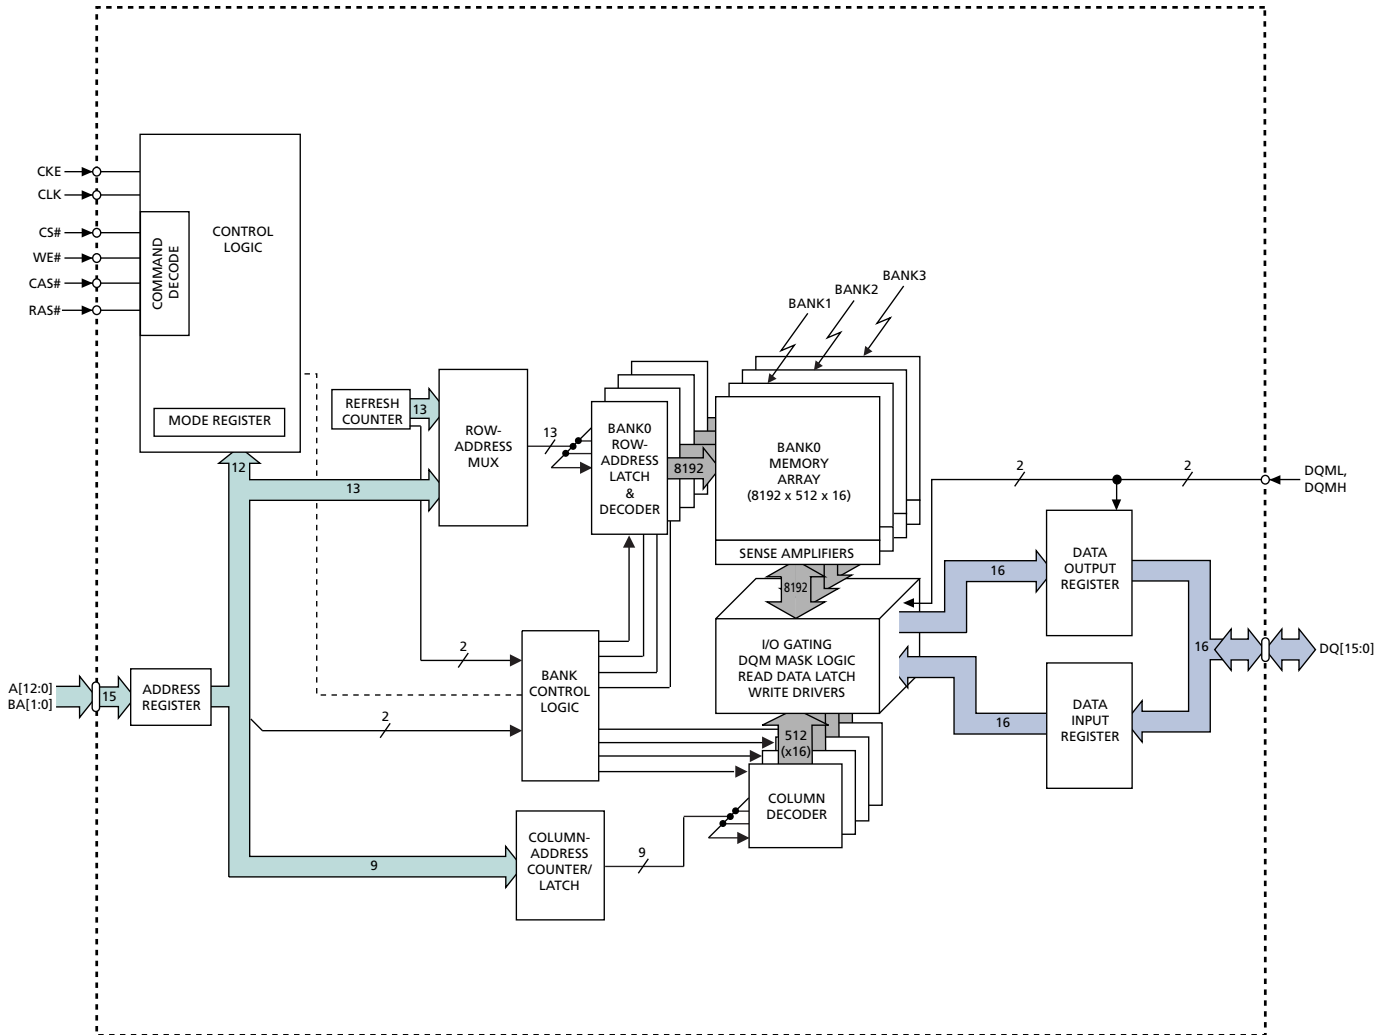 CKE
CLK
CS#
WE#
CAS#
RAS#
COMMAND
DECODE
CONTROL
LOGIC
MODE REGISTER
12
13
REFRESH
COUNTER
13
ROW-
ADDRESS
MUX
13
BANK0
ROW-
ADDRESS
LATCH
&
DECODER
8192
BANK1
BANK2
BANK3
BANK0
MEMORY
ARRAY
(8192 x 512 x 16)
SENSE AMPLIFIERS
8192
I/O GATING
DQM MASK LOGIC
READ DATA LATCH
WRITE DRIVERS
2
2
DQML,
DQMH
16
DATA
OUTPUT
REGISTER
16
DQ[15:0]
16
DATA
INPUT
REGISTER
A[12:0]
BA[1:0]
15
ADDRESS
REGISTER
2
2
BANK
CONTROL
LOGIC
512
(x16)
COLUMN
DECODER
9
COLUMN-
ADDRESS
COUNTER/
LATCH
9